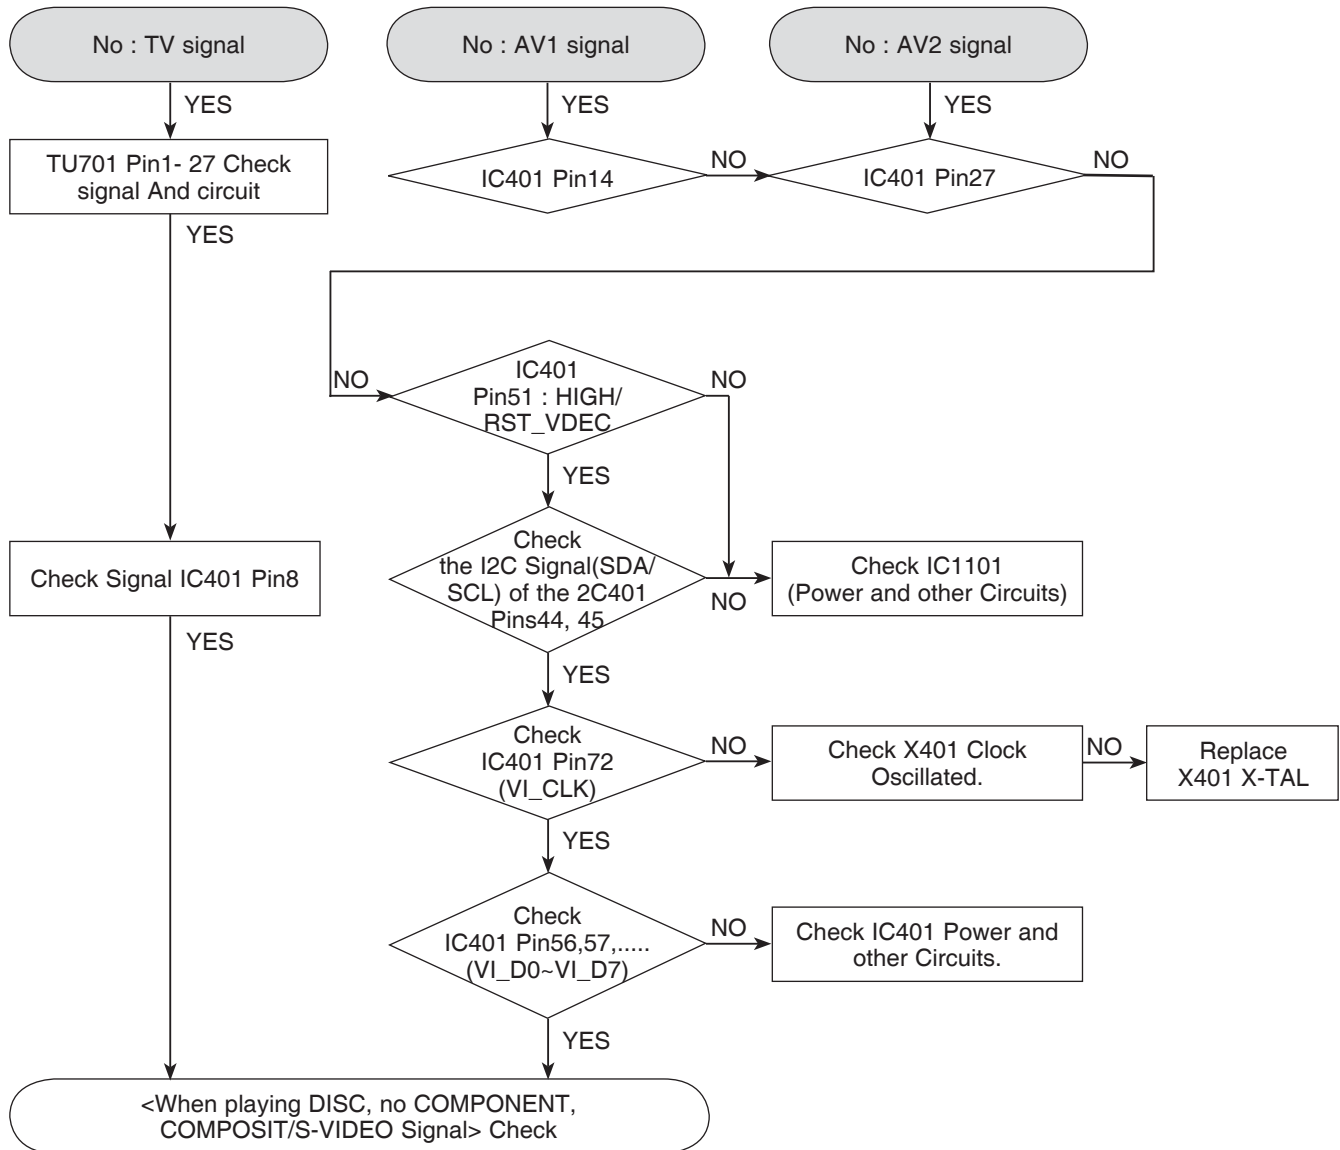 No : TV signal
No : AV1 signal
No : AV2 signal
YES
YES
YES
TU701 Pin1- 27 Check
signal And circuit
IC401 Pin14
NO
IC401 Pin27
NO
YES
NO
IC401
Pin51 : HIGH/
RST_VDEC
NO
YES
Check Signal IC401 Pin8
Check
the I2C Signal(SDA/
SCL) of the 2C401
Pins44, 45
NO
Check IC1101
(Power and other Circuits)
YES
YES
Check
IC401 Pin72
(VI_CLK)
NO
Check X401 Clock
Oscillated.
NO
Replace
X401 X-TAL
YES
Check
IC401 Pin56,57,.....
(VI_D0~VI_D7)
NO
Check IC401 Power and
other Circuits.
YES
<When playing DISC, no COMPONENT,
COMPOSIT/S-VIDEO Signal> Check